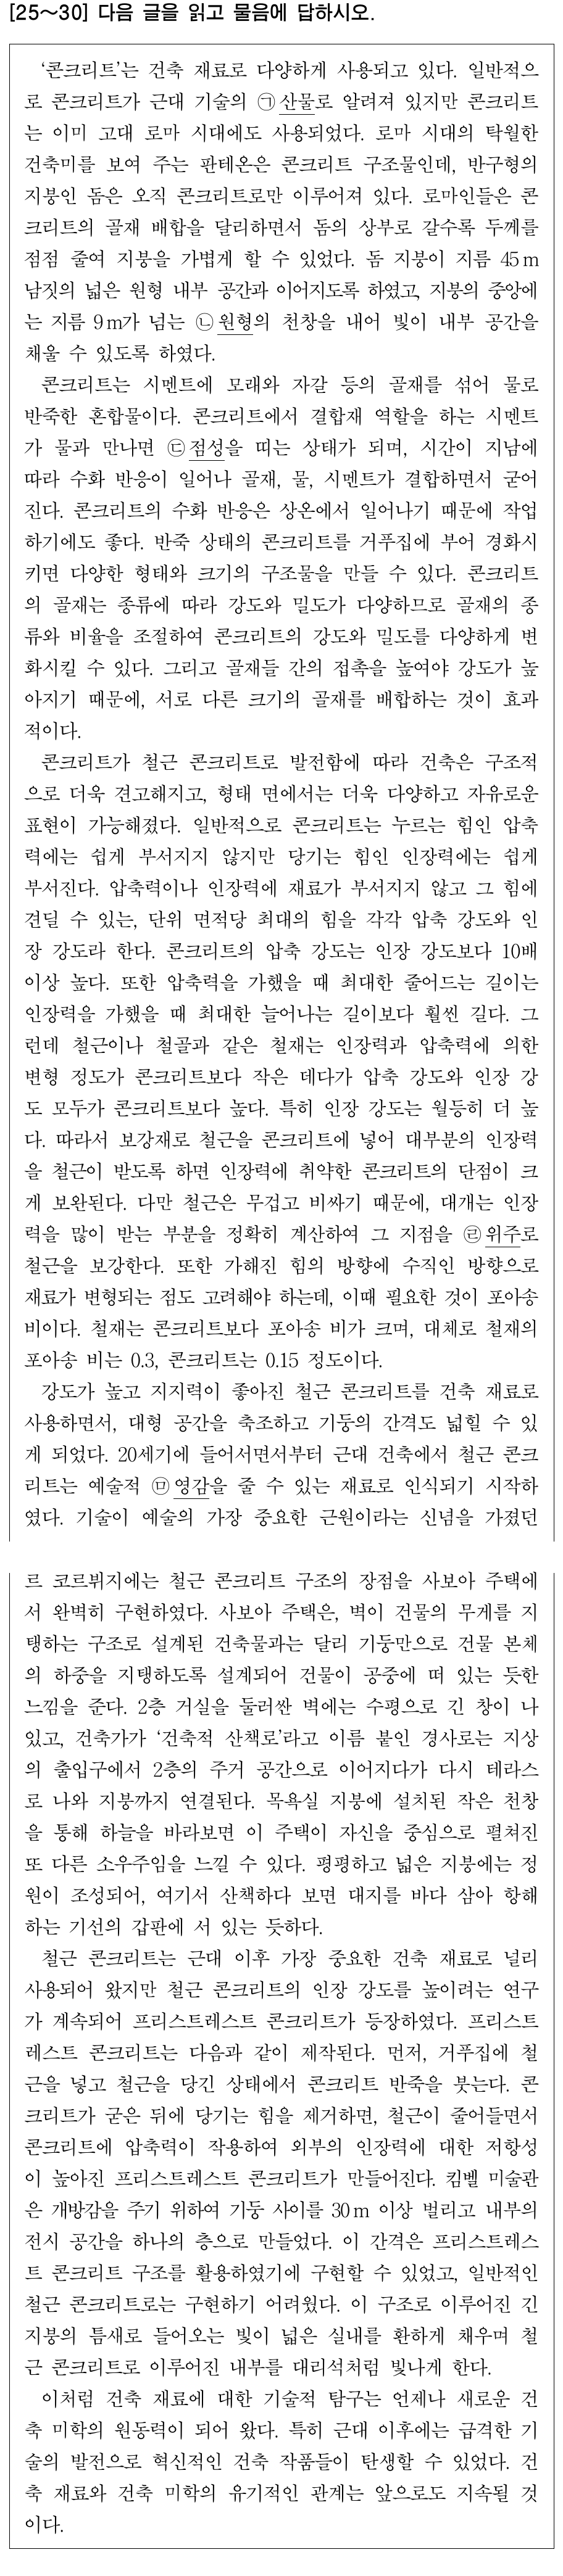 [25～30] 다음 글을 읽고 물음에 답하시오.
‘콘크리트’는 건축 재료로 다양하게 사용되고 있다. 일반적으
로 콘크리트가 근대 기술의 ㉠산물로 알려져 있지만 콘크리트
는 이미 고대 로마 시대에도 사용되었다. 로마 시대의 탁월한
건축미를 보여 주는 판테온은 콘크리트 구조물인데, 반구형의
지붕인 돔은 오직 콘크리트로만 이루어져 있다. 로마인들은 콘
크리트의 골재 배합을 달리하면서 돔의 상부로 갈수록 두께를
점점 줄여 지붕을 가볍게 할 수 있었다. 돔 지붕이 지름 45 m
남짓의 넓은 원형 내부 공간과 이어지도록 하였고, 지붕의 중앙에
는 지름 9 m가 넘는 ㉡원형의 천창을 내어 빛이 내부 공간을
채울 수 있도록 하였다.
콘크리트는 시멘트에 모래와 자갈 등의 골재를 섞어 물로
반죽한 혼합물이다. 콘크리트에서 결합재 역할을 하는 시멘트
가 물과 만나면 ㉢점성을 띠는 상태가 되며, 시간이 지남에
따라 수화 반응이 일어나 골재, 물, 시멘트가 결합하면서 굳어
진다. 콘크리트의 수화 반응은 상온에서 일어나기 때문에 작업
하기에도 좋다. 반죽 상태의 콘크리트를 거푸집에 부어 경화시
키면 다양한 형태와 크기의 구조물을 만들 수 있다. 콘크리트
의 골재는 종류에 따라 강도와 밀도가 다양하므로 골재의 종
류와 비율을 조절하여 콘크리트의 강도와 밀도를 다양하게 변
화시킬 수 있다. 그리고 골재들 간의 접촉을 높여야 강도가 높
아지기 때문에, 서로 다른 크기의 골재를 배합하는 것이 효과
적이다.
콘크리트가 철근 콘크리트로 발전함에 따라 건축은 구조적
으로 더욱 견고해지고, 형태 면에서는 더욱 다양하고 자유로운
표현이 가능해졌다. 일반적으로 콘크리트는 누르는 힘인 압축
력에는 쉽게 부서지지 않지만 당기는 힘인 인장력에는 쉽게
부서진다. 압축력이나 인장력에 재료가 부서지지 않고 그 힘에
견딜 수 있는, 단위 면적당 최대의 힘을 각각 압축 강도와 인
장 강도라 한다. 콘크리트의 압축 강도는 인장 강도보다 10배
이상 높다. 또한 압축력을 가했을 때 최대한 줄어드는 길이는
인장력을 가했을 때 최대한 늘어나는 길이보다 훨씬 길다. 그
런데 철근이나 철골과 같은 철재는 인장력과 압축력에 의한
변형 정도가 콘크리트보다 작은 데다가 압축 강도와 인장 강
도 모두가 콘크리트보다 높다. 특히 인장 강도는 월등히 더 높
다. 따라서 보강재로 철근을 콘크리트에 넣어 대부분의 인장력
을 철근이 받도록 하면 인장력에 취약한 콘크리트의 단점이 크
게 보완된다. 다만 철근은 무겁고 비싸기 때문에, 대개는 인장
력을 많이 받는 부분을 정확히 계산하여 그 지점을 ㉣위주로
철근을 보강한다. 또한 가해진 힘의 방향에 수직인 방향으로
재료가 변형되는 점도 고려해야 하는데, 이때 필요한 것이 포아송
비이다. 철재는 콘크리트보다 포아송 비가 크며, 대체로 철재의
포아송 비는 0.3, 콘크리트는 0.15 정도이다.
강도가 높고 지지력이 좋아진 철근 콘크리트를 건축 재료로
사용하면서, 대형 공간을 축조하고 기둥의 간격도 넓힐 수 있
게 되었다. 20세기에 들어서면서부터 근대 건축에서 철근 콘크
리트는 예술적 ㉤영감을 줄 수 있는 재료로 인식되기 시작하
였다. 기술이 예술의 가장 중요한 근원이라는 신념을 가졌던
르 코르뷔지에는 철근 콘크리트 구조의 장점을 사보아 주택에
서 완벽히 구현하였다. 사보아 주택은, 벽이 건물의 무게를 지
탱하는 구조로 설계된 건축물과는 달리 기둥만으로 건물 본체
의 하중을 지탱하도록 설계되어 건물이 공중에 떠 있는 듯한
느낌을 준다. 2층 거실을 둘러싼 벽에는 수평으로 긴 창이 나
있고, 건축가가 ‘건축적 산책로’라고 이름 붙인 경사로는 지상
의 출입구에서 2층의 주거 공간으로 이어지다가 다시 테라스
로 나와 지붕까지 연결된다. 목욕실 지붕에 설치된 작은 천창
을 통해 하늘을 바라보면 이 주택이 자신을 중심으로 펼쳐진
또 다른 소우주임을 느낄 수 있다. 평평하고 넓은 지붕에는 정
원이 조성되어, 여기서 산책하다 보면 대지를 바다 삼아 항해
하는 기선의 갑판에 서 있는 듯하다.
철근 콘크리트는 근대 이후 가장 중요한 건축 재료로 널리
사용되어 왔지만 철근 콘크리트의 인장 강도를 높이려는 연구
가 계속되어 프리스트레스트 콘크리트가 등장하였다. 프리스트
레스트 콘크리트는 다음과 같이 제작된다. 먼저, 거푸집에 철
근을 넣고 철근을 당긴 상태에서 콘크리트 반죽을 붓는다. 콘
크리트가 굳은 뒤에 당기는 힘을 제거하면, 철근이 줄어들면서
콘크리트에 압축력이 작용하여 외부의 인장력에 대한 저항성
이 높아진 프리스트레스트 콘크리트가 만들어진다. 킴벨 미술관
은 개방감을 주기 위하여 기둥 사이를 30 m 이상 벌리고 내부의
전시 공간을 하나의 층으로 만들었다. 이 간격은 프리스트레스
트 콘크리트 구조를 활용하였기에 구현할 수 있었고, 일반적인
철근 콘크리트로는 구현하기 어려웠다. 이 구조로 이루어진 긴
지붕의 틈새로 들어오는 빛이 넓은 실내를 환하게 채우며 철
근 콘크리트로 이루어진 내부를 대리석처럼 빛나게 한다.
이처럼 건축 재료에 대한 기술적 탐구는 언제나 새로운 건
축 미학의 원동력이 되어 왔다. 특히 근대 이후에는 급격한 기
술의 발전으로 혁신적인 건축 작품들이 탄생할 수 있었다. 건
축 재료와 건축 미학의 유기적인 관계는 앞으로도 지속될 것
이다.